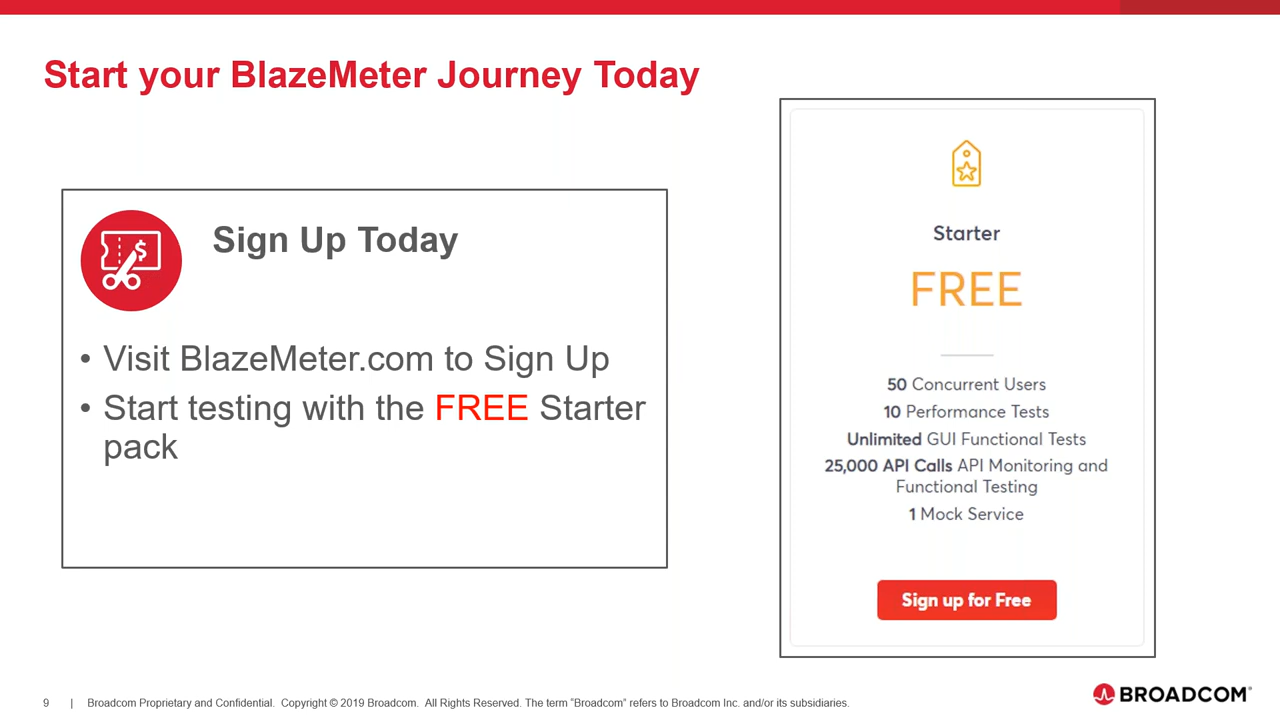 Start your BlazeMeter Journey Today
Sign Up Today
• Visit BlazeMeter.com to Sign Up
• Start testing with the FREE Starter
pack
Starter
FREE
50 Concurrent Users
10 Performance Tests
Unlimited GUI Functional Tests
25,000 API Calls API Monitoring and
Functional Testing
1 Mock Service
Sign up for Free
9 | Broadcom Proprietary and Confidential. Copyright © 2019 Broadcom. All Rights Reserved. The term "Broadcom" refers to Broadcom Inc. and/or its subsidiaries.
BROADCOM®